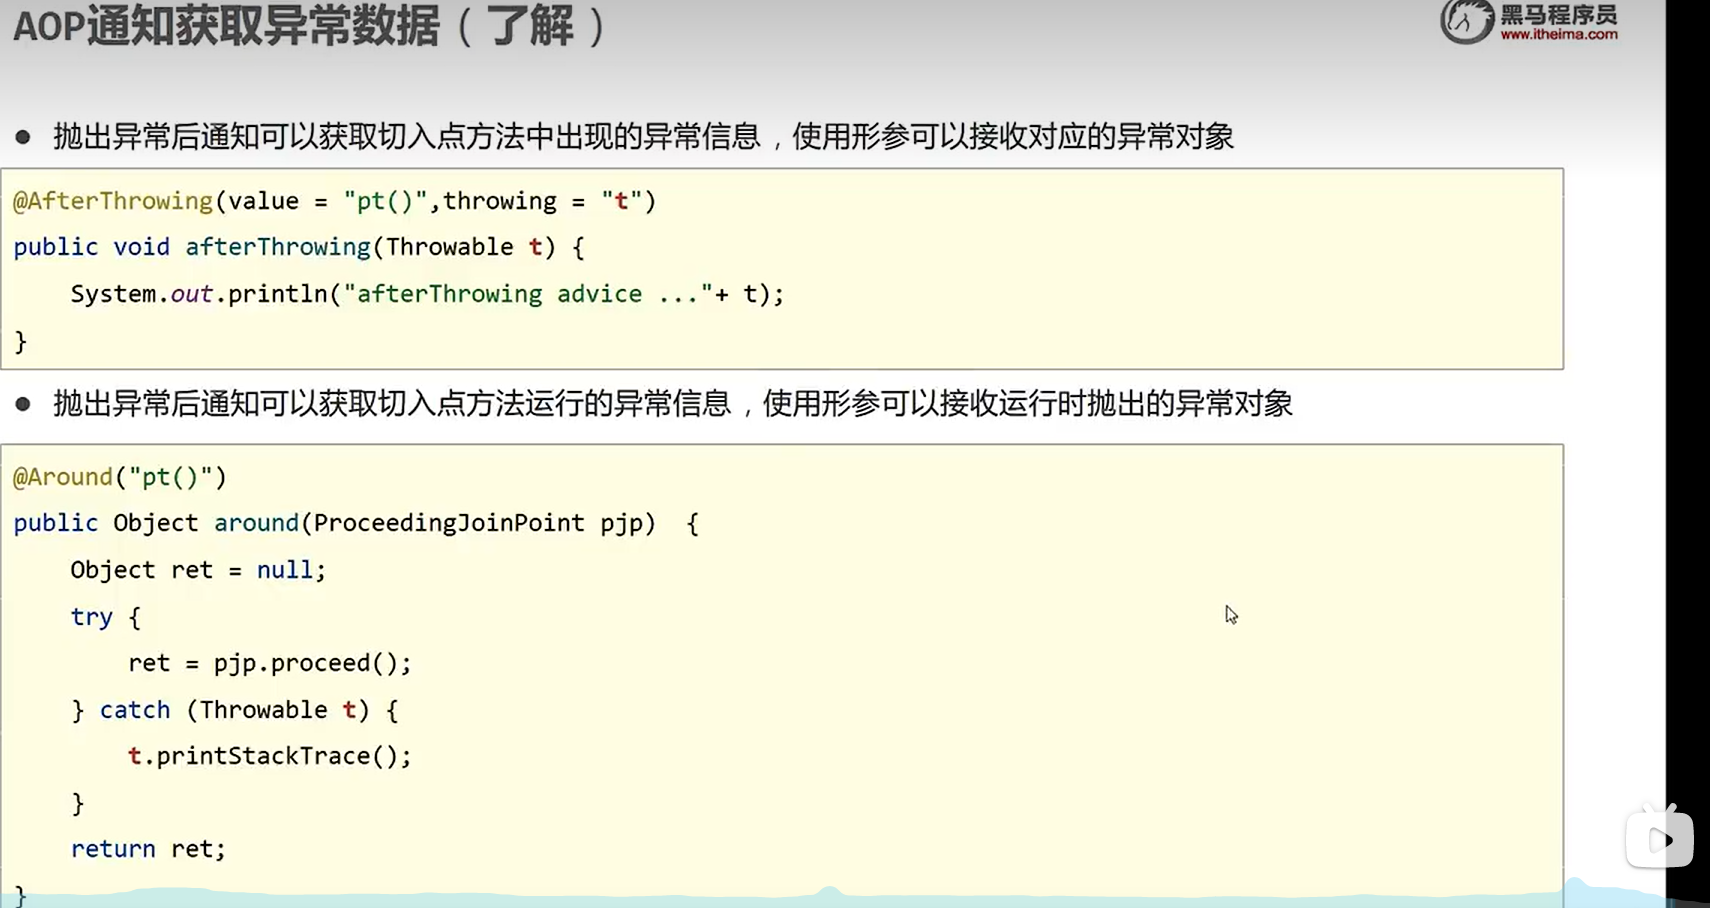 AOP通知获取异常数据（了解）
黑马程序员
www.itheima.com
● 抛出异常后通知可以获取切入点方法中出现的异常信息，使用形参可以接收对应的异常对象
@AfterThrowing(value = "pt()",throwing = "t")
public void afterThrowing(Throwable t) {
    System.out.println("afterThrowing advice ..."+ t);
}
● 抛出异常后通知可以获取切入点方法运行的异常信息，使用形参可以接收运行时抛出的异常对象
@Around("pt()")
public Object around(ProceedingJoinPoint pjp)  {
    Object ret = null;
    try {
        ret = pjp.proceed();
    } catch (Throwable t) {
        t.printStackTrace();
    }
    return ret;
}